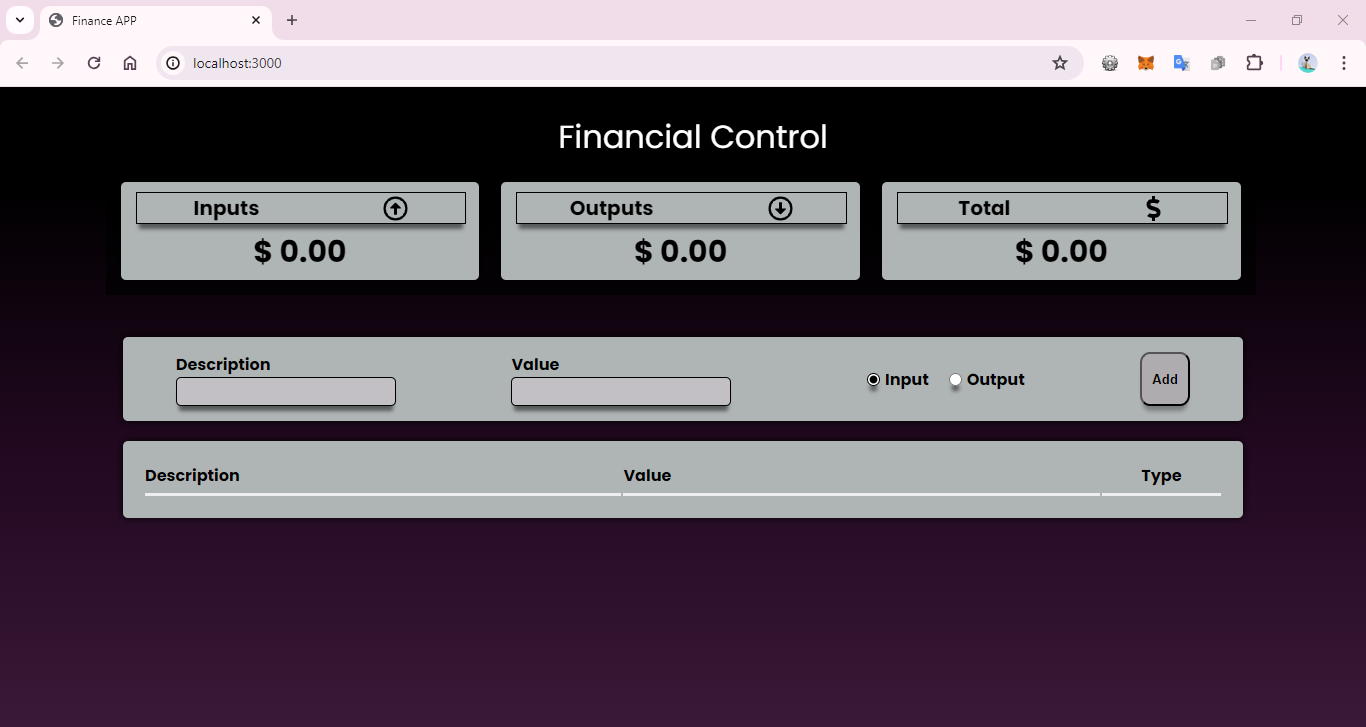 Finance APP
localhost:3000
Financial Control
Inputs Outputs Total $
$ 0.00 $ 0.00 $ 0.00
Description Value
Input Output Add
Description Value Type